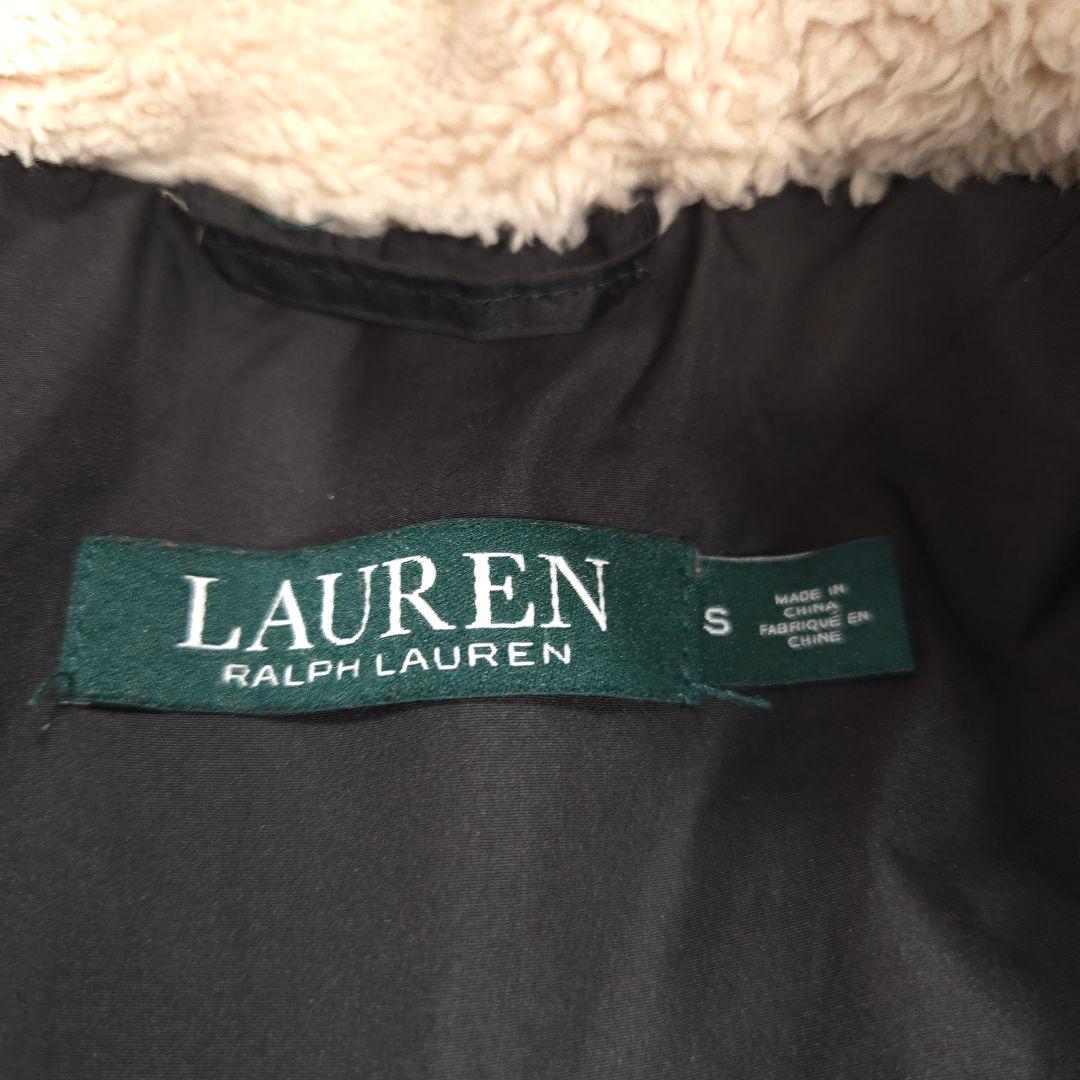 LAUREN
RALPH LAUREN
S
MADE IN
CHINA
FABRIQUÉ EN
CHINE